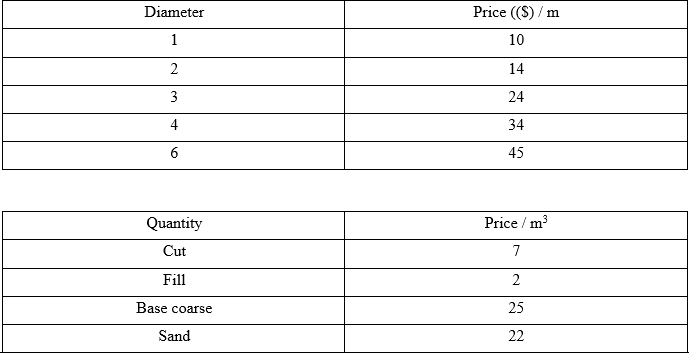 Diameter Price (($) / m
1 10
2 14
3 24
4 34
6 45
Quantity Price / m³
Cut 7
Fill 2
Base coarse 25
Sand 22